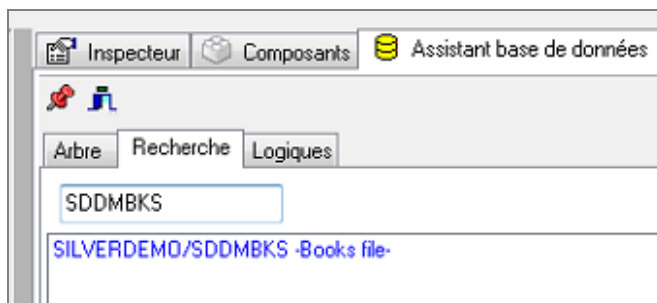 Inspecteur Composants Assistant base de données
Arbre Recherche Logiques
SDDMBKS
SILVERDEMO/SDDMBKS -Books file-